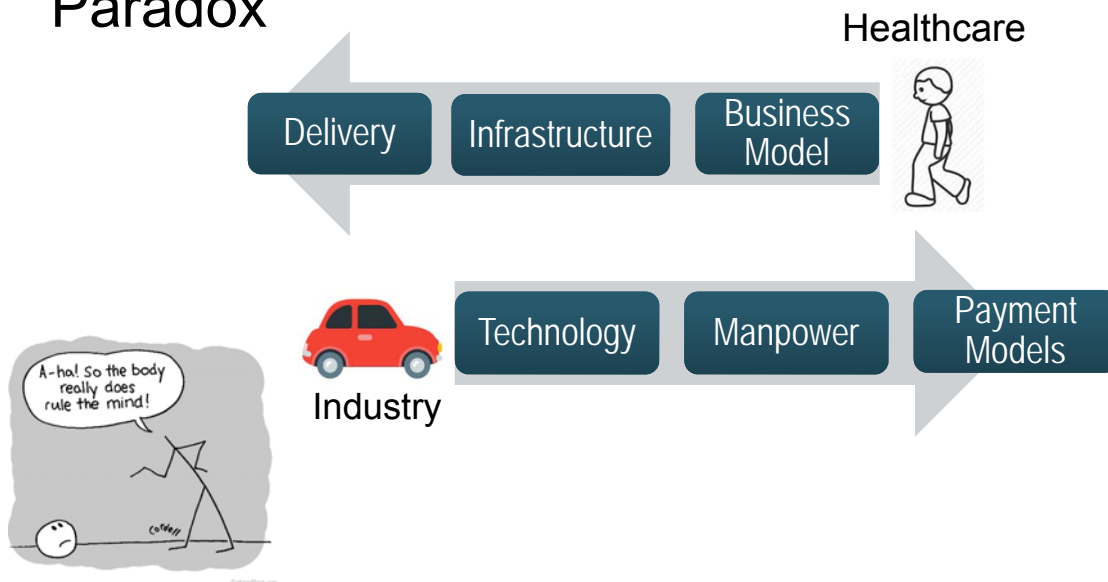 Paradox
Healthcare
Delivery
Infrastructure
Business
Model
Technology
Manpower
Payment
Models
Industry
A-ha! So the body
really does
rule the mind!
Cordell